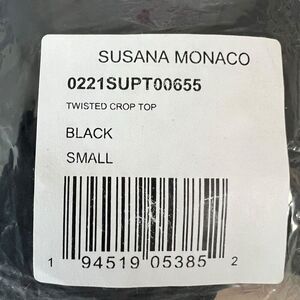 SUSANA MONACO
0221SUPT00655
TWISTED CROP TOP
BLACK
SMALL
1 94519 05385 2